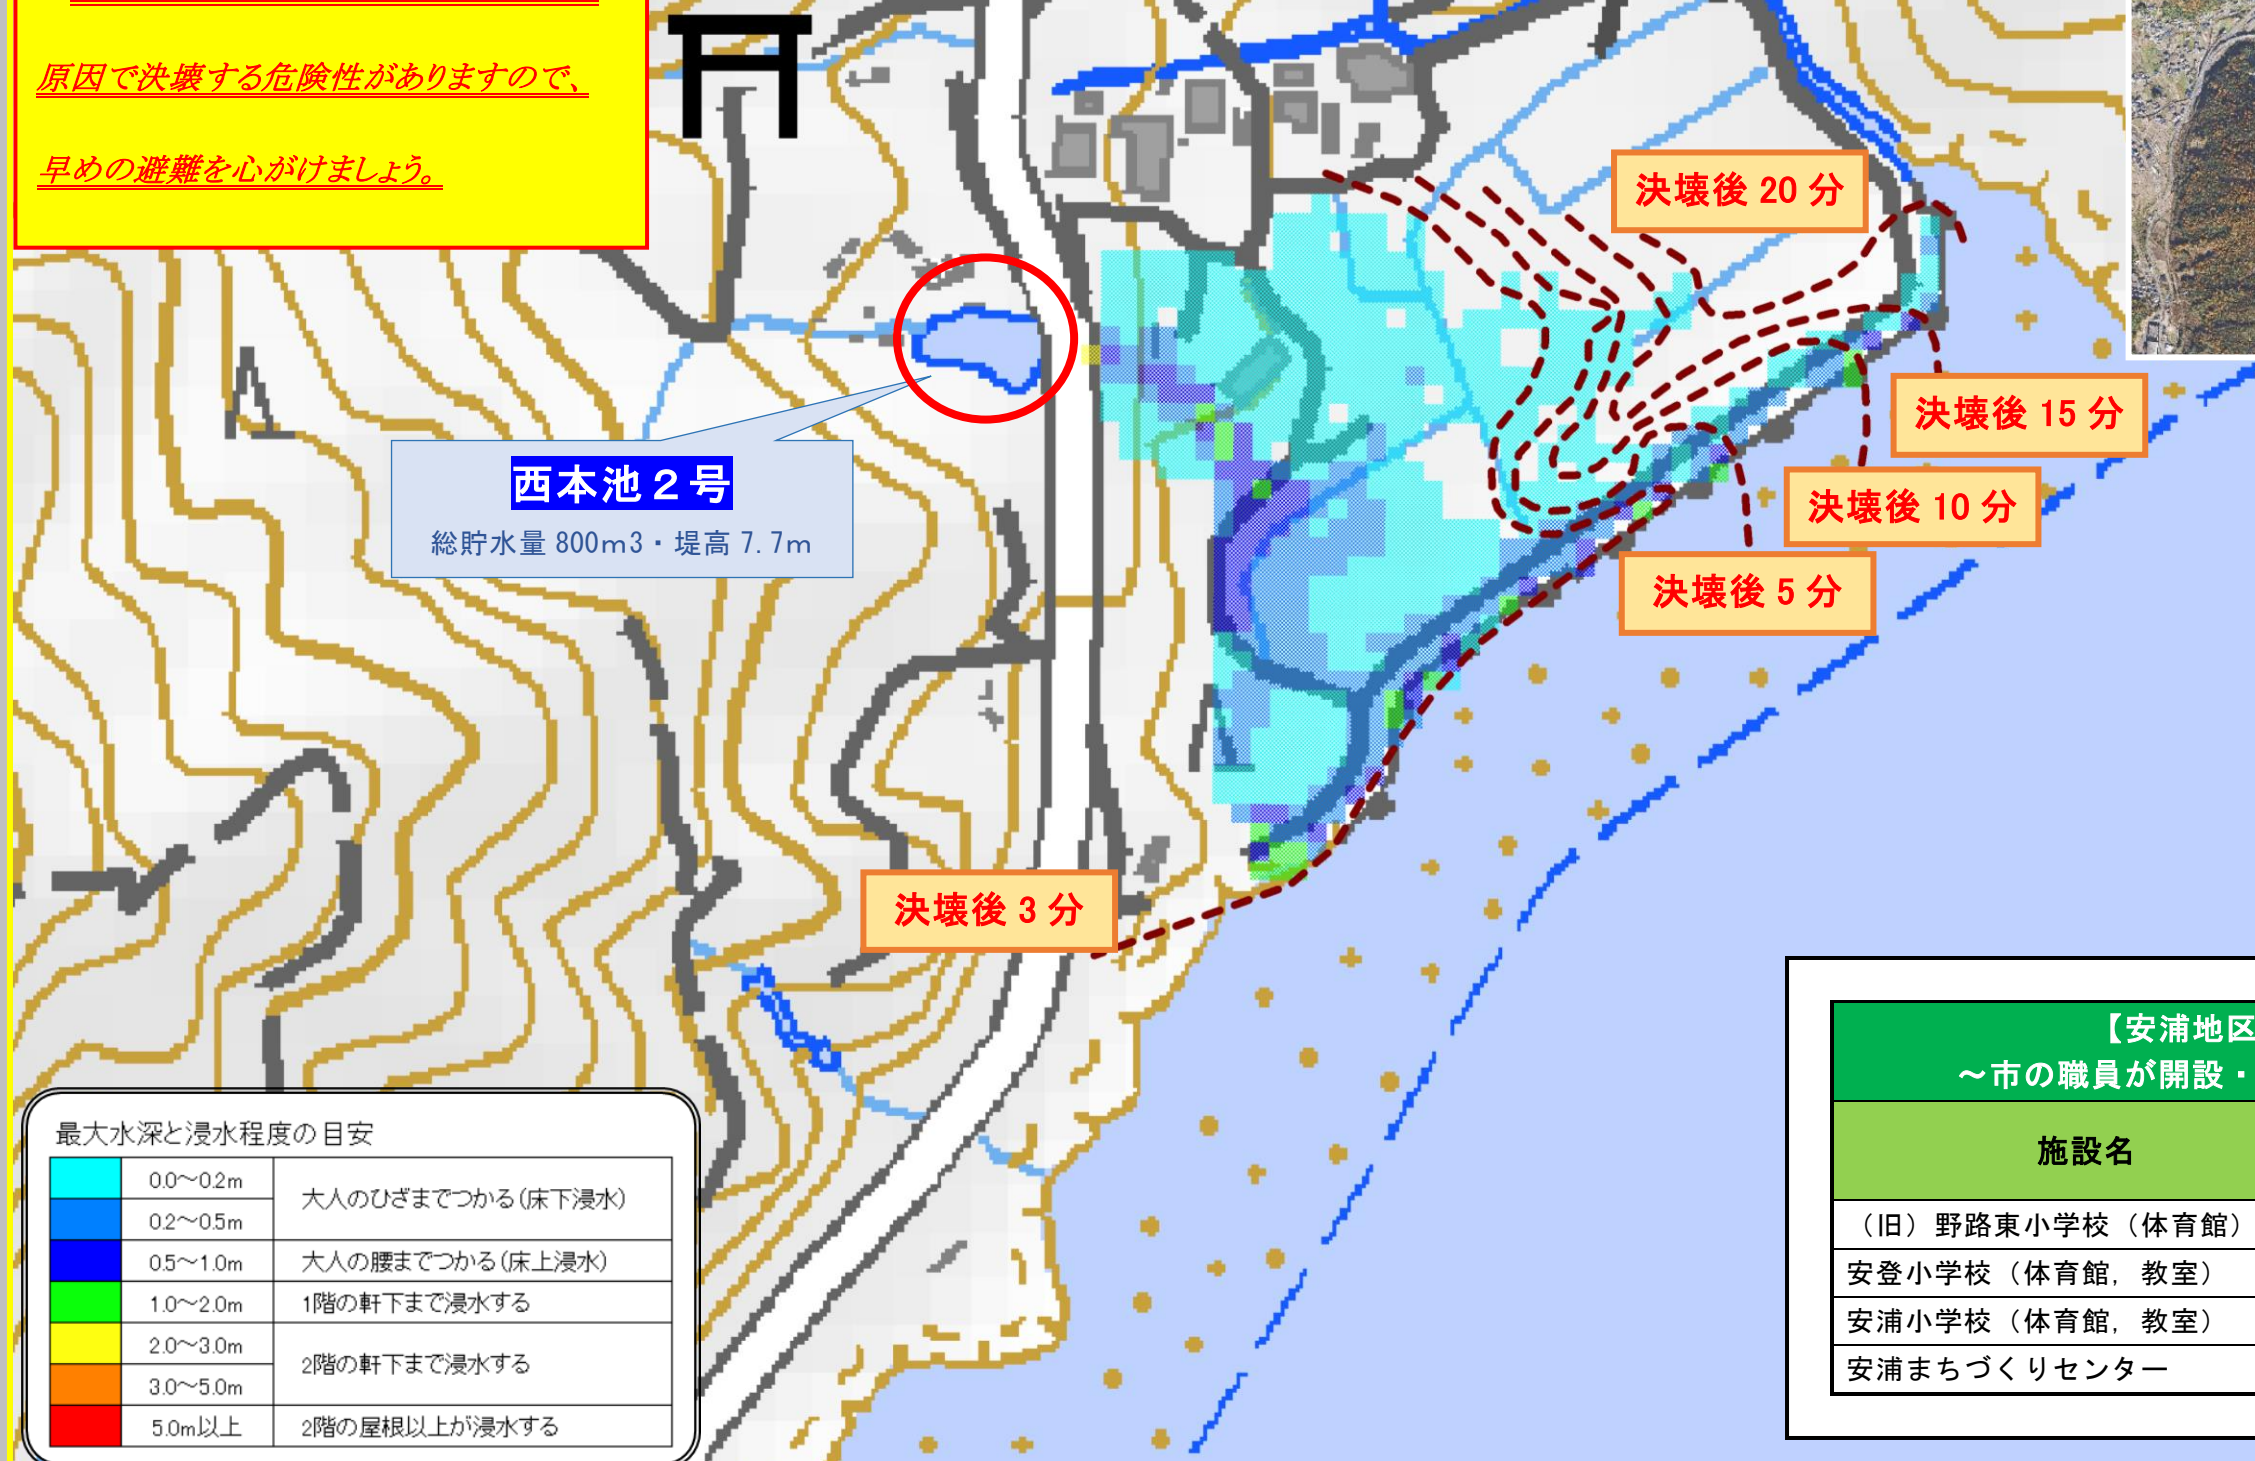 原因で決壊する危険性がありますので、
早めの避難を心がけましょう。
決壊後 20 分
決壊後 15 分
決壊後 10 分
決壊後 5 分
決壊後 3 分
西本池２号
総貯水量 800ｍ3・堤高 7.7ｍ
最大水深と浸水程度の目安
0.0～0.2m
大人のひざまでつかる(床下浸水)
0.2～0.5m
0.5～1.0m 大人の腰までつかる(床上浸水)
1.0～2.0m 1階の軒下まで浸水する
2.0～3.0m
2階の軒下まで浸水する
3.0～5.0m
5.0m以上 2階の屋根以上が浸水する
【安浦地区
～市の職員が開設・
施設名
（旧）野路東小学校（体育館）
安登小学校（体育館，教室）
安浦小学校（体育館，教室）
安浦まちづくりセンター